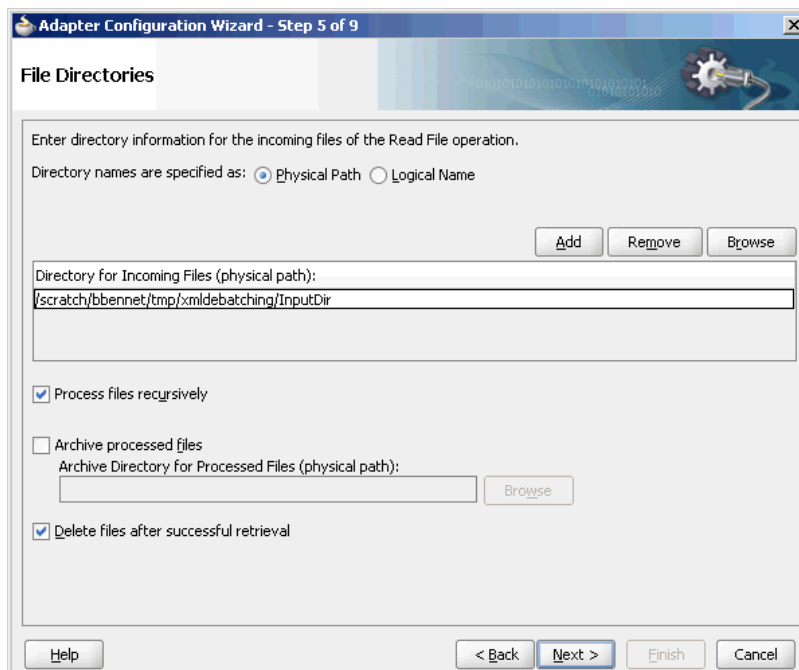 Adapter Configuration Wizard - Step 5 of 9
File Directories
Enter directory information for the incoming files of the Read File operation.
Directory names are specified as: Physical Path Logical Name
Add Remove Browse
Directory for Incoming Files (physical path):
/scratch/bbennet/tmp/xmldebatching/InputDir
Process files recursively
Archive processed files
Archive Directory for Processed Files (physical path):
Browse
Delete files after successful retrieval
Help < Back Next > Finish Cancel